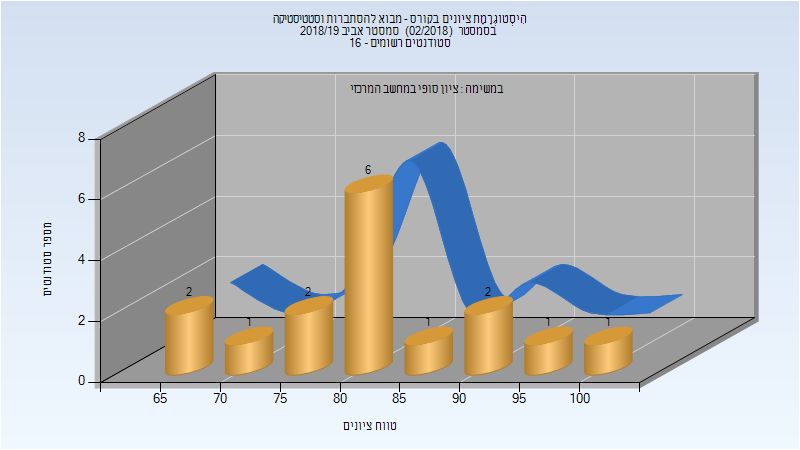 היסטוגרמת ציונים בקורס - מבוא להסתברות וסטטיסטיקה
בסמסטר (02/2018) סמסטר אביב 2018/19
סטודנטים רשומים - 16
במשימה : ציון סופי במחשב המרכזי
מספר סטודנטים
8
6
4
2
0
2
1
2
6
1
2
1
1
65 70 75 80 85 90 95 100
טווח ציונים